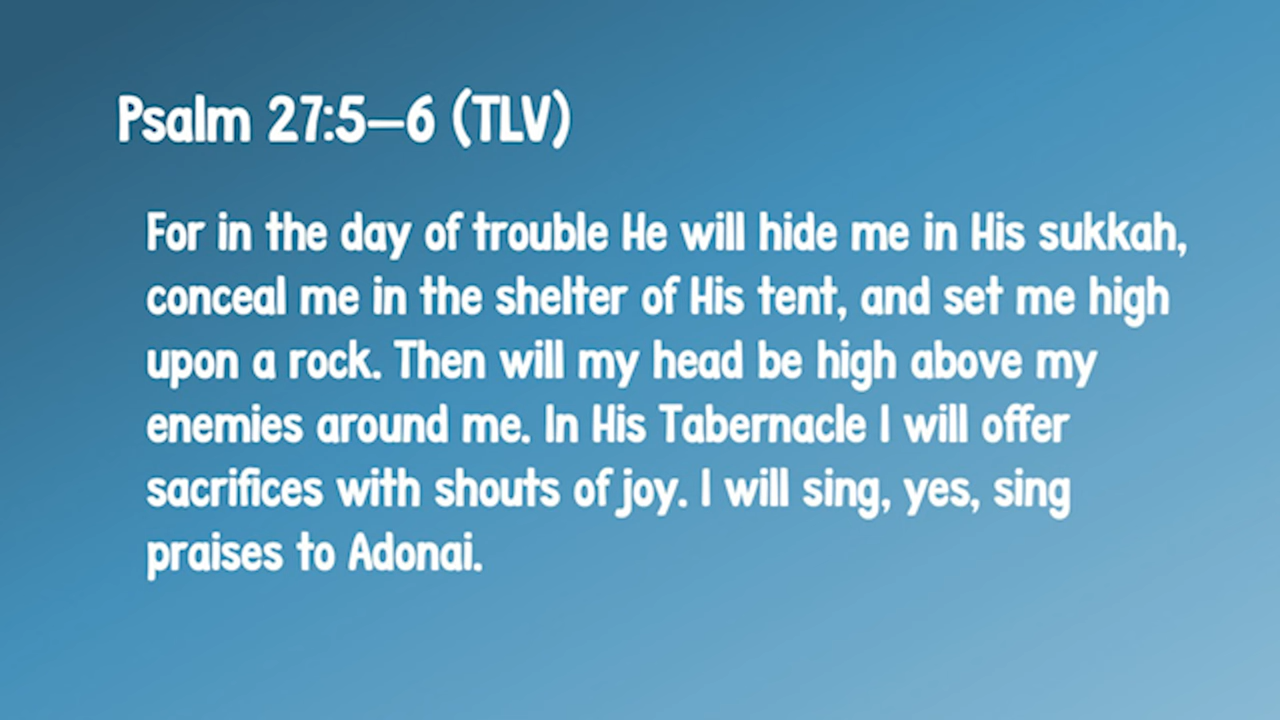 Psalm 27:5–6 (TLV)
For in the day of trouble He will hide me in His sukkah,
conceal me in the shelter of His tent, and set me high
upon a rock. Then will my head be high above my
enemies around me. In His Tabernacle I will offer
sacrifices with shouts of joy. I will sing, yes, sing
praises to Adonai.